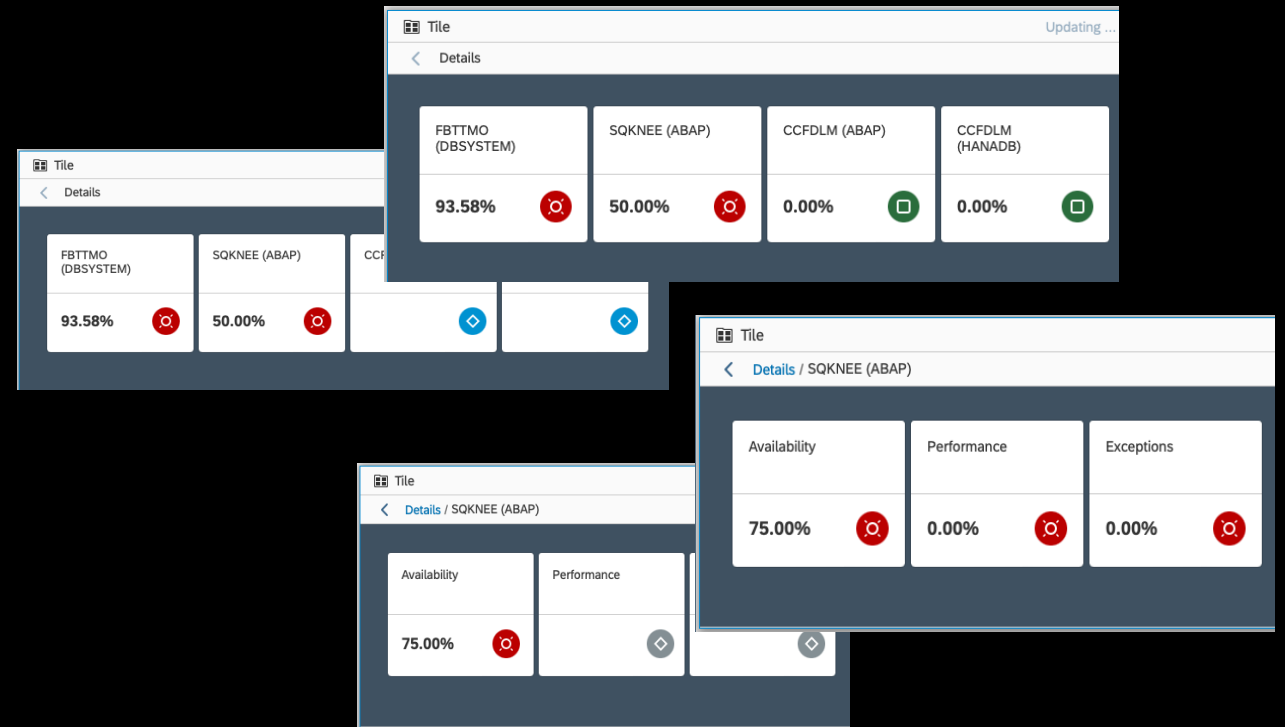 Tile
Updating ...
Details
FBTTMO
(DBSYSTEM)
SQKNEE (ABAP)
CCFDLM (ABAP)
CCFDLM
(HANADB)
93.58%
50.00%
0.00%
0.00%
Tile
Details
FBTTMO
(DBSYSTEM)
SQKNEE (ABAP)
93.58%
50.00%
Tile
Details / SQKNEE (ABAP)
Availability
Performance
Exceptions
75.00%
0.00%
0.00%
Tile
Details / SQKNEE (ABAP)
Availability
Performance
75.00%